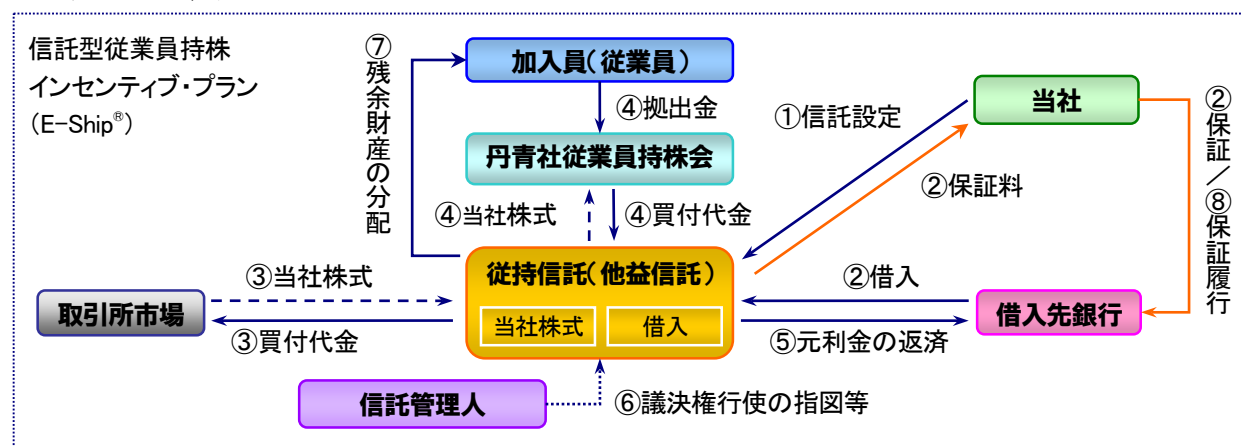 信託型従業員持株
インセンティブ・プラン
(E-Ship®)
⑦残余財産の分配
加入員(従業員)
④拠出金
丹青社従業員持株会
④当社株式
④買付代金
①信託設定
②保証料
当社
②保証/⑧保証履行
従持信託(他益信託)
当社株式
借入
③当社株式
取引所市場
③買付代金
②借入
借入先銀行
⑤元利金の返済
信託管理人
⑥議決権行使の指図等